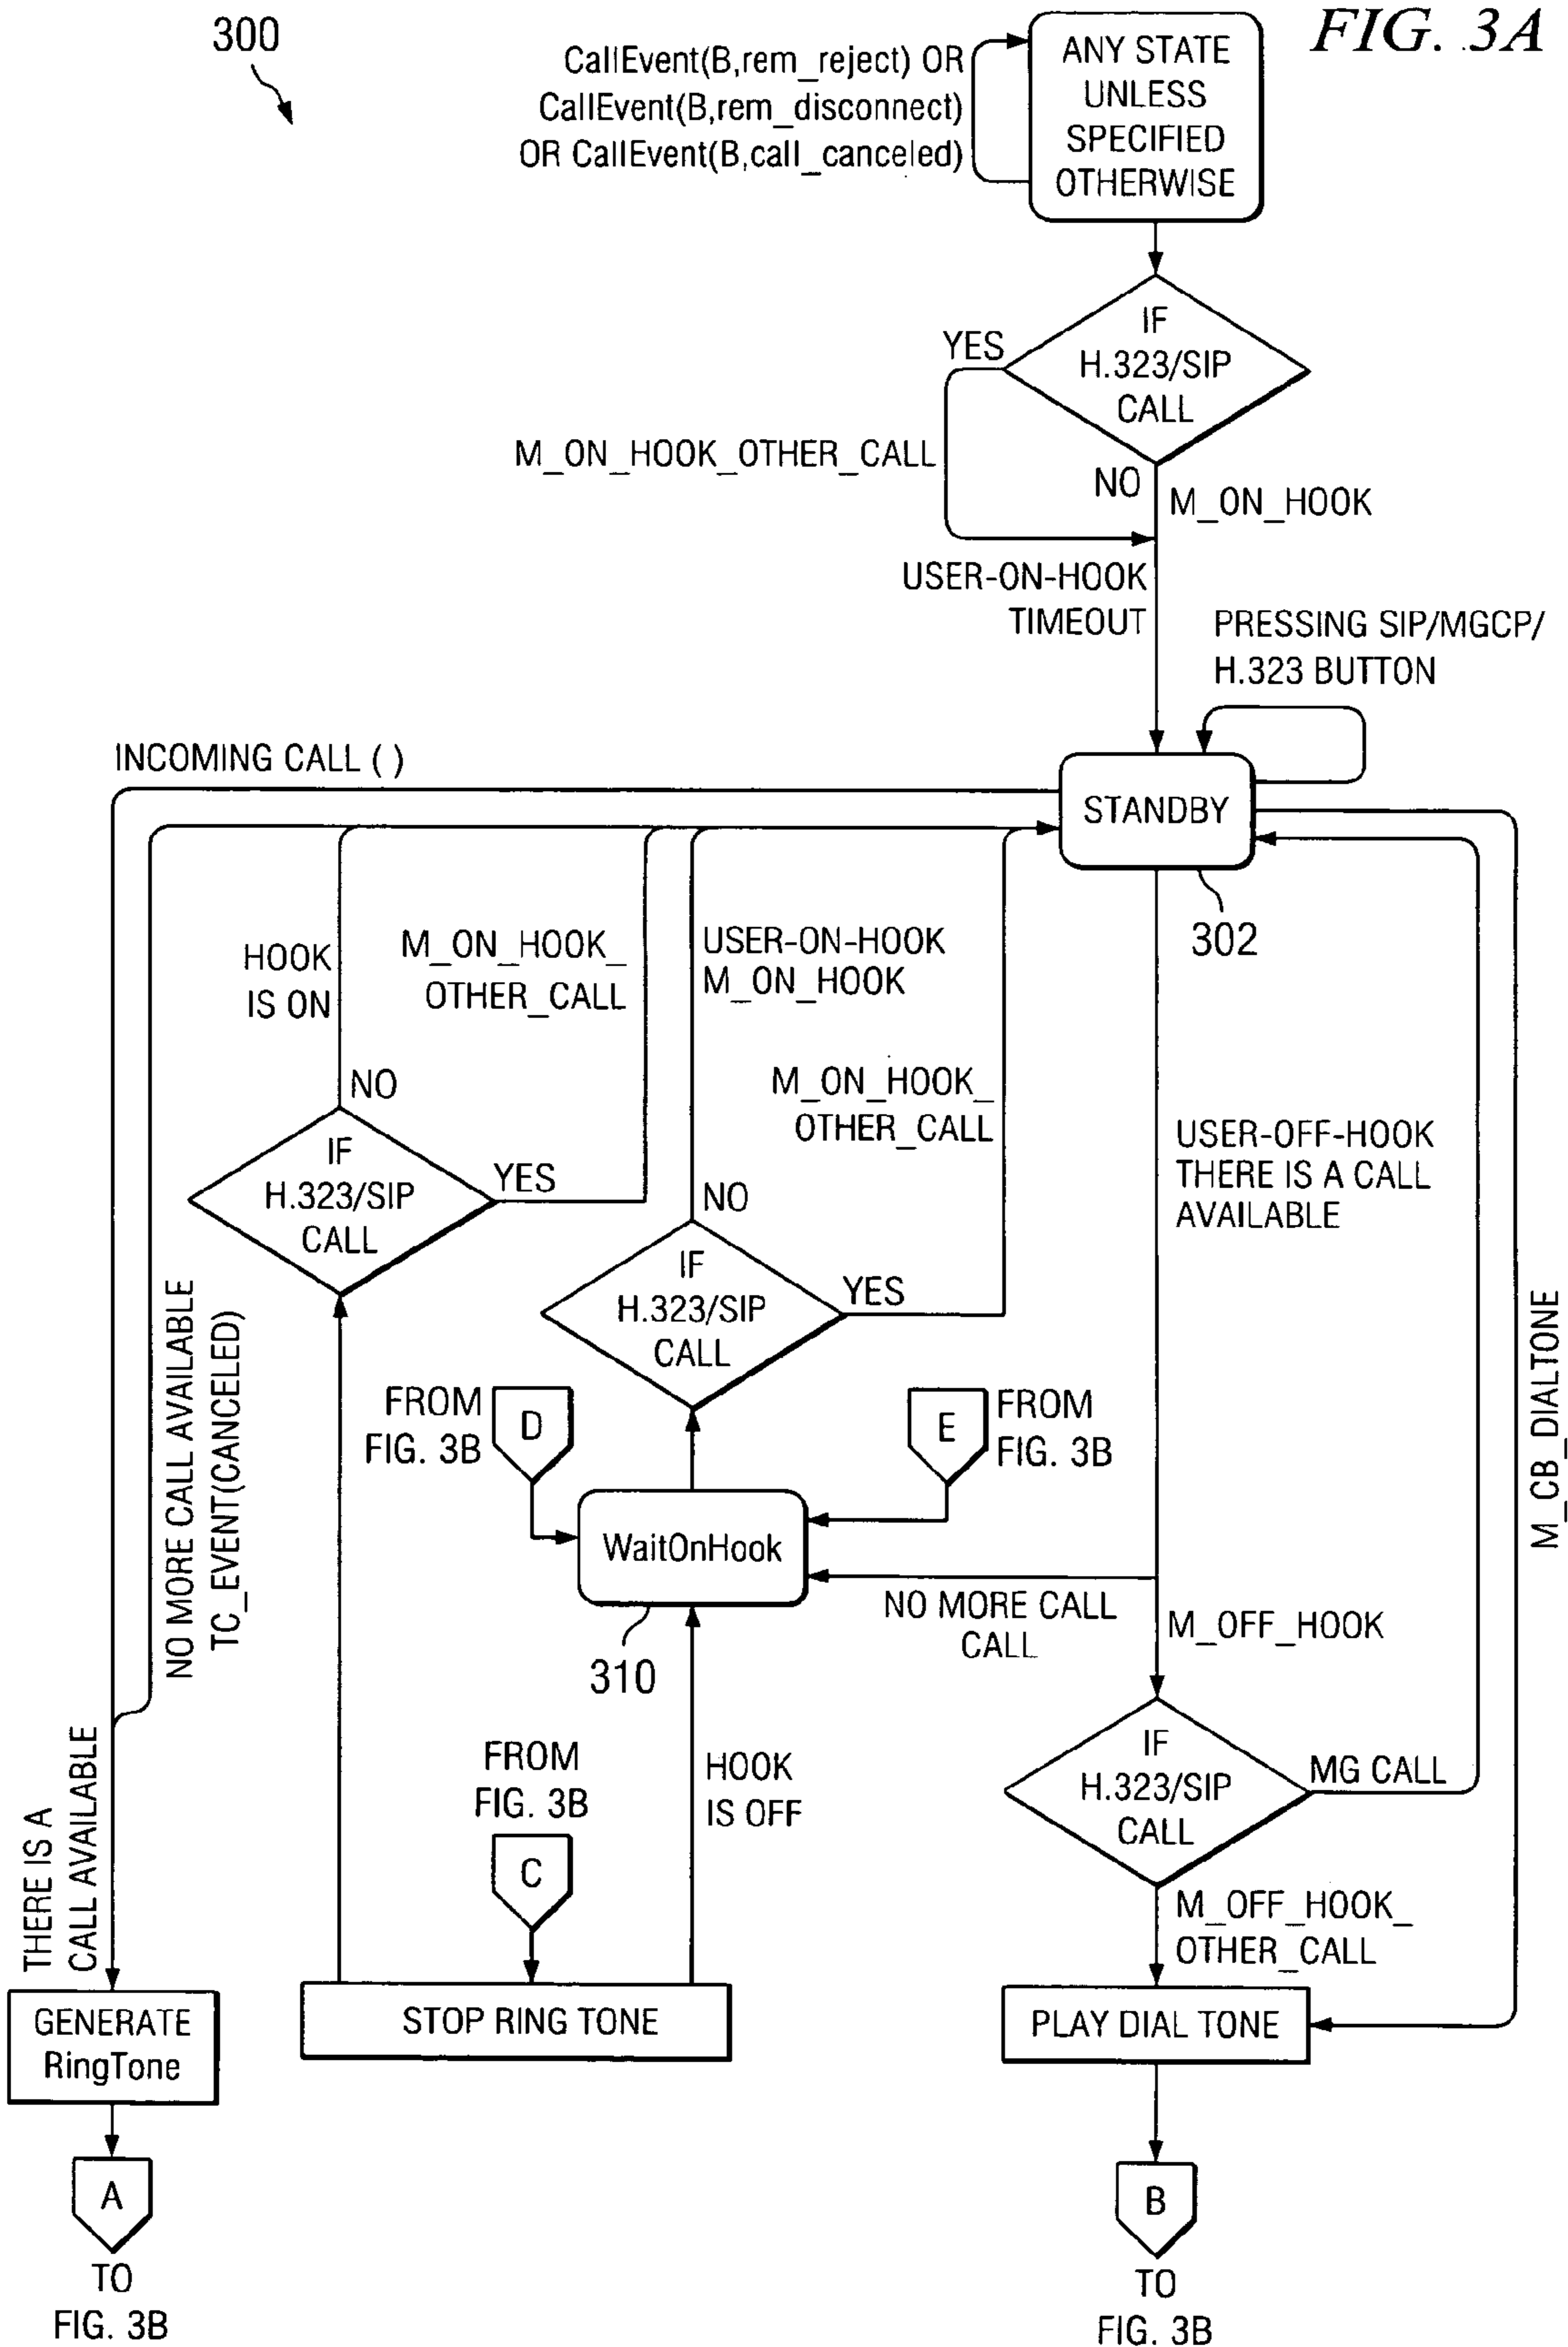 300
FIG. 3A
CallEvent(B,rem_reject) OR
CallEvent(B,rem_disconnect)
OR CallEvent(B,call_canceled)
ANY STATE
UNLESS
SPECIFIED
OTHERWISE
IF
H.323/SIP
CALL
YES
M_ON_HOOK_OTHER_CALL
NO
M_ON_HOOK
USER-ON-HOOK
TIMEOUT
PRESSING SIP/MGCP/
H.323 BUTTON
INCOMING CALL ( )
STANDBY
302
HOOK
IS ON
M_ON_HOOK_
OTHER_CALL
USER-ON-HOOK
M_ON_HOOK
M_ON_HOOK_
OTHER_CALL
NO
IF
H.323/SIP
CALL
YES
NO
IF
H.323/SIP
CALL
YES
USER-OFF-HOOK
THERE IS A CALL
AVAILABLE
M_CB_DIALTONE
NO MORE CALL AVAILABLE
TC_EVENT(CANCELED)
FROM
FIG. 3B
D
E
FROM
FIG. 3B
WaitOnHook
310
NO MORE CALL
CALL
M_OFF_HOOK
THERE IS A
CALL AVAILABLE
FROM
FIG. 3B
C
HOOK
IS OFF
IF
H.323/SIP
CALL
MG CALL
M_OFF_HOOK_
OTHER_CALL
GENERATE
RingTone
STOP RING TONE
PLAY DIAL TONE
A
TO
FIG. 3B
B
TO
FIG. 3B